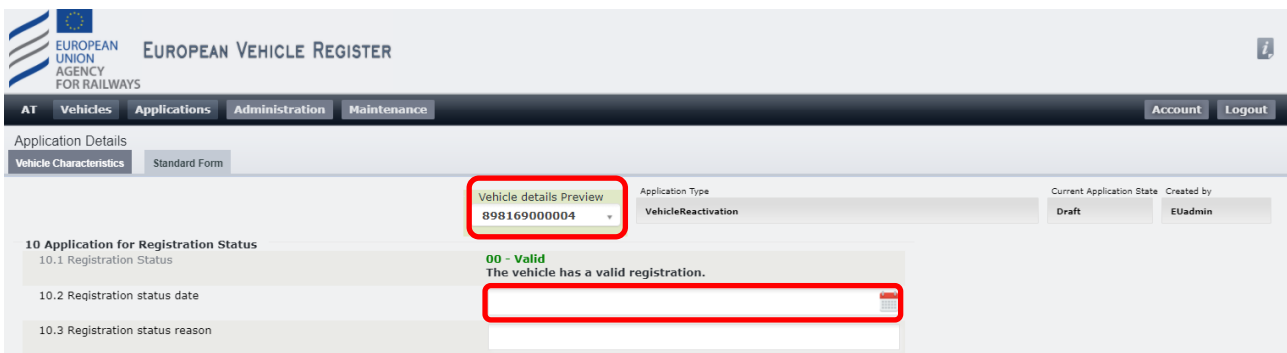 EUROPEAN
UNION
AGENCY
FOR RAILWAYS
EUROPEAN VEHICLE REGISTER
i
AT Vehicles Applications Administration Maintenance Account Logout
Application Details
Vehicle Characteristics Standard Form
Vehicle details Preview Application Type Current Application State Created by
898169000004 VehicleReactivation Draft EUadmin
10 Application for Registration Status
10.1 Registration Status 00 - Valid
The vehicle has a valid registration.
10.2 Registration status date
10.3 Registration status reason